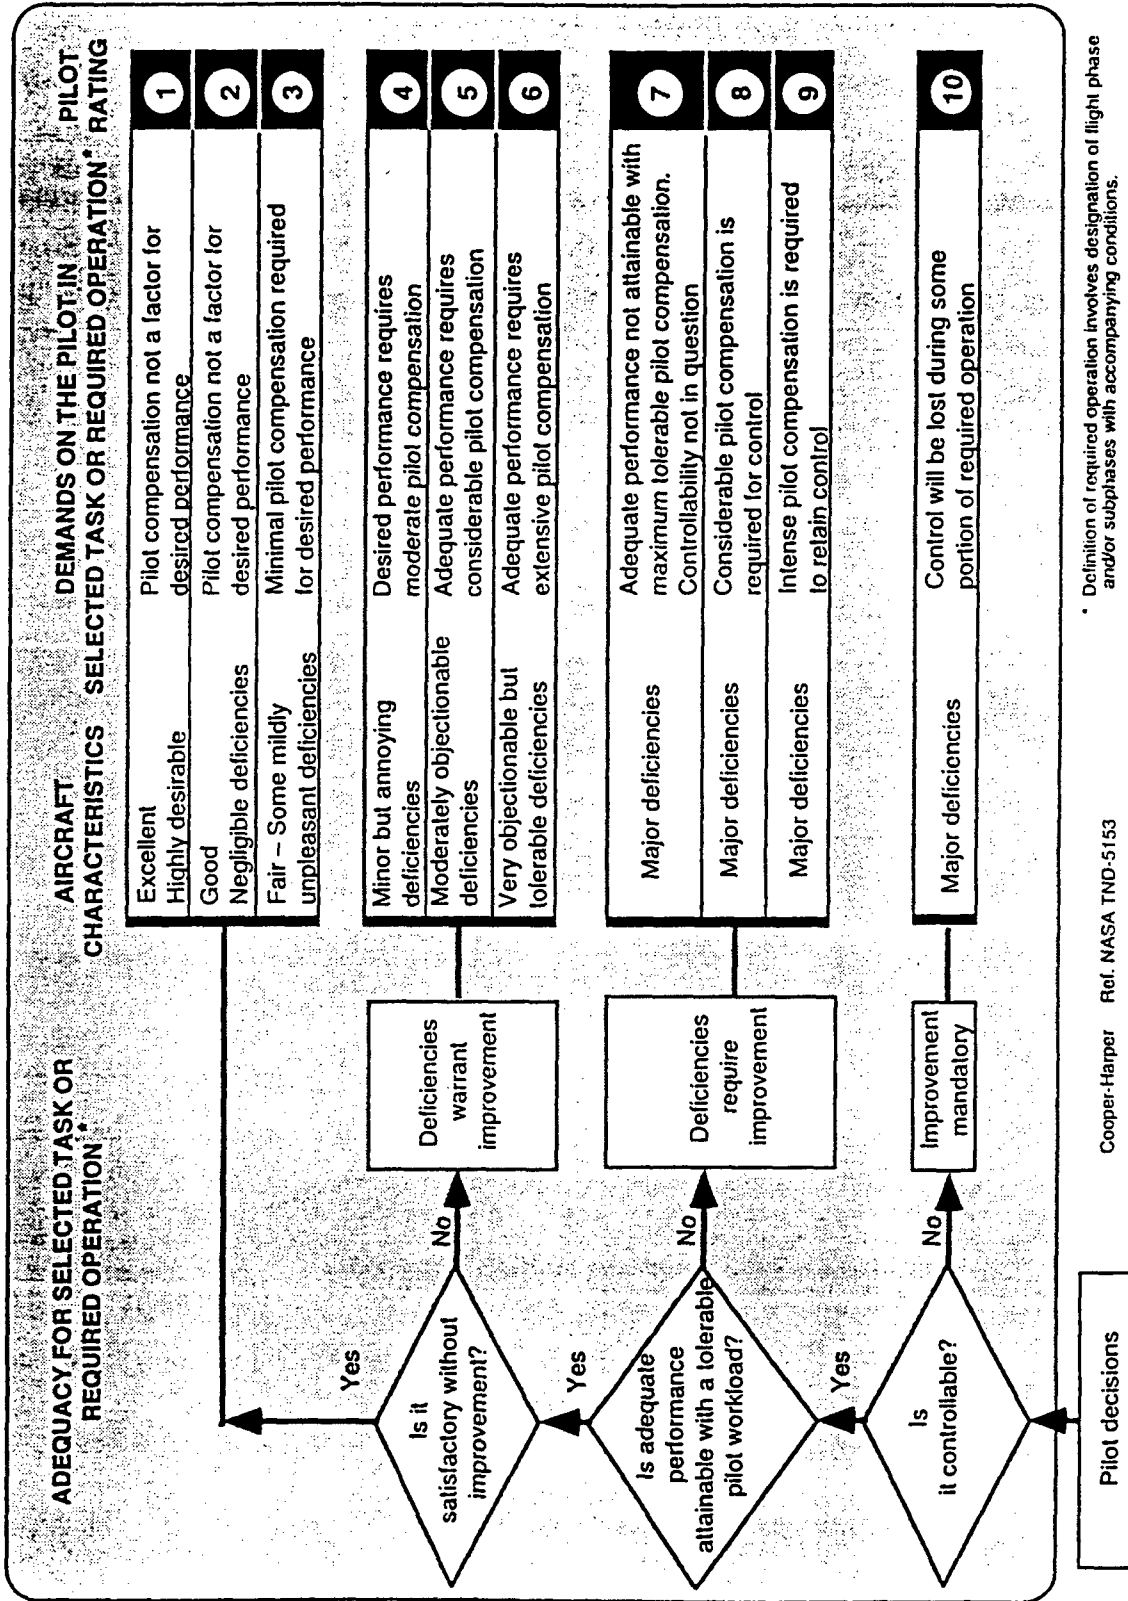 ADEQUACY FOR SELECTED TASK OR
REQUIRED OPERATION*
AIRCRAFT
CHARACTERISTICS
DEMANDS ON THE PILOT IN
SELECTED TASK OR REQUIRED OPERATION*
PILOT
RATING
Excellent
Highly desirable
Pilot compensation not a factor for
desired performance
1
Good
Negligible deficiencies
Pilot compensation not a factor for
desired performance
2
Fair – Some mildly
unpleasant deficiencies
Minimal pilot compensation required
for desired performance
3
Yes
Is it
satisfactory without
improvement?
No
Deficiencies
warrant
improvement
Minor but annoying
deficiencies
Desired performance requires
moderate pilot compensation
4
Moderately objectionable
deficiencies
Adequate performance requires
considerable pilot compensation
5
Very objectionable but
tolerable deficiencies
Adequate performance requires
extensive pilot compensation
6
Yes
Is adequate
performance
attainable with a tolerable
pilot workload?
No
Deficiencies
require
improvement
Major deficiencies
Adequate performance not attainable with
maximum tolerable pilot compensation.
Controllability not in question
7
Major deficiencies
Considerable pilot compensation is
required for control
8
Major deficiencies
Intense pilot compensation is required
to retain control
9
Yes
Is
it controllable?
No
Improvement
mandatory
Major deficiencies
Control will be lost during some
portion of required operation
10
Pilot decisions
Cooper-Harper Ref. NASA TND-5153
* Definition of required operation involves designation of flight phase
and/or subphases with accompanying conditions.